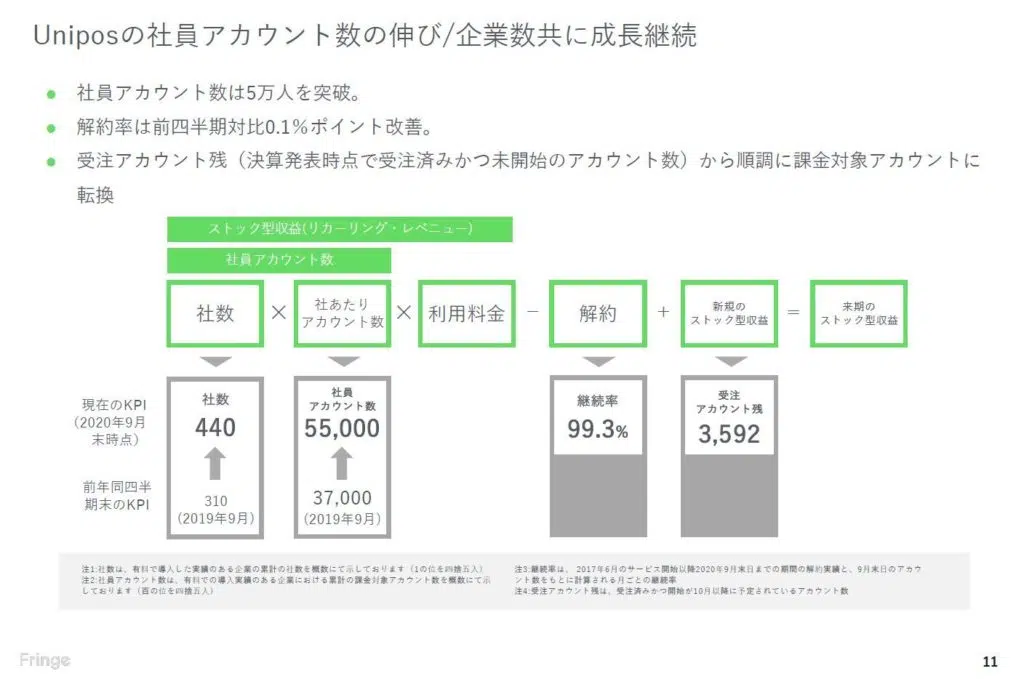 Uniposの社員アカウント数の伸び/企業数共に成長継続
社員アカウント数は5万人を突破。
解約率は前四半期対比0.1%ポイント改善。
受注アカウント残（決算発表時点で受注済みかつ未開始のアカウント数）から順調に課金対象アカウントに
転換
ストック型収益(リカーリング・レベニュー)
社員アカウント数
社数
×
社あたり
アカウント数
×
利用料金
－
解約
+
新規の
ストック型収益
=
来期の
ストック型収益
現在のKPI
（2020年9月
末時点）
社数
440
社員
アカウント数
55,000
継続率
99.3%
受注
アカウント残
3,592
前年同四半
期末のKPI
310
(2019年9月)
37,000
(2019年9月)
注1:社数は、有料で導入した実績のある企業の累計の社数を概数にて示しております（1の位を四捨五入）
注2:社員アカウント数は、有料での導入実績のある企業における累計の課金対象アカウント数を概数にて示
しております（百の位を四捨五入）
注3:継続率は、 2017年6月のサービス開始以降2020年9月末日までの期間の解約実績と、9月末日のアカウ
ント数をもとに計算される月ごとの継続率
注4:受注アカウント残は、受注済みかつ開始が10月以降に予定されているアカウント数
Fringe
11